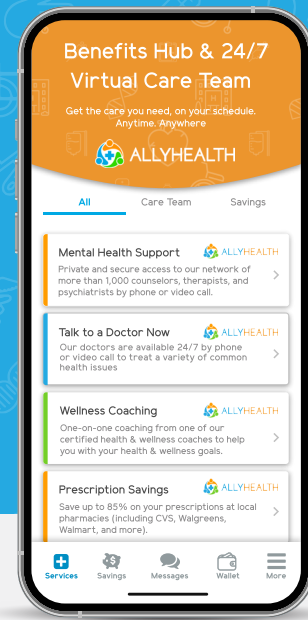 Benefits Hub & 24/7
Virtual Care Team
Get the care you need, on your schedule.
Anytime. Anywhere
ALLYHEALTH
All Care Team Savings
Mental Health Support ALLYHEALTH
Private and secure access to our network of
more than 1,000 counselors, therapists, and
psychiatrists by phone or video call.
Talk to a Doctor Now ALLYHEALTH
Our doctors are available 24/7 by phone
or video call to treat a variety of common
health issues
Wellness Coaching ALLYHEALTH
One-on-one coaching from one of our
certified health & wellness coaches to help
you with your health & wellness goals.
Prescription Savings ALLYHEALTH
Save up to 85% on your prescriptions at local
pharmacies (including CVS, Walgreens,
Walmart, and more).
Services Savings Messages Wallet More